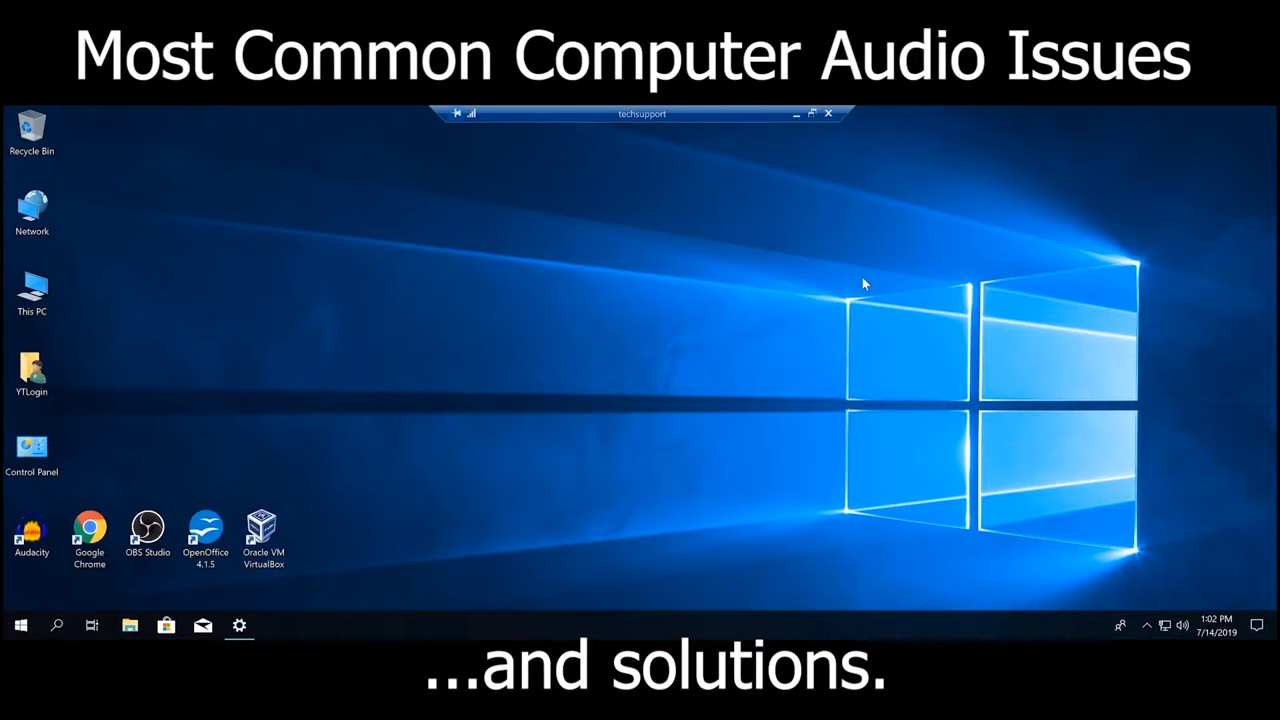 Most Common Computer Audio Issues
techsupport
Recycle Bin
Network
This PC
YTLogin
Control Panel
Audacity
Google
Chrome
OBS Studio
OpenOffice
4.1.5
Oracle VM
VirtualBox
1:02 PM
7/14/2019
...and solutions.